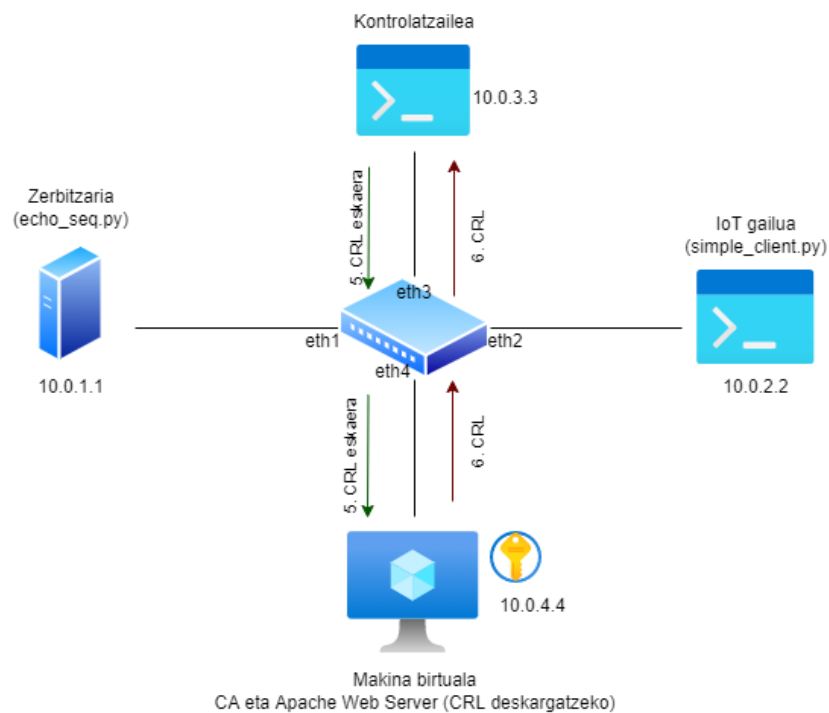 Kontrolatzailea
10.0.3.3
5. CRL eskaera
6. CRL
Zerbitzaria
(echo_seq.py)
10.0.1.1
IoT gailua
(simple_client.py)
10.0.2.2
eth3
eth1
eth2
eth4
5. CRL eskaera
6. CRL
10.0.4.4
Makina birtuala
CA eta Apache Web Server (CRL deskargatzeko)